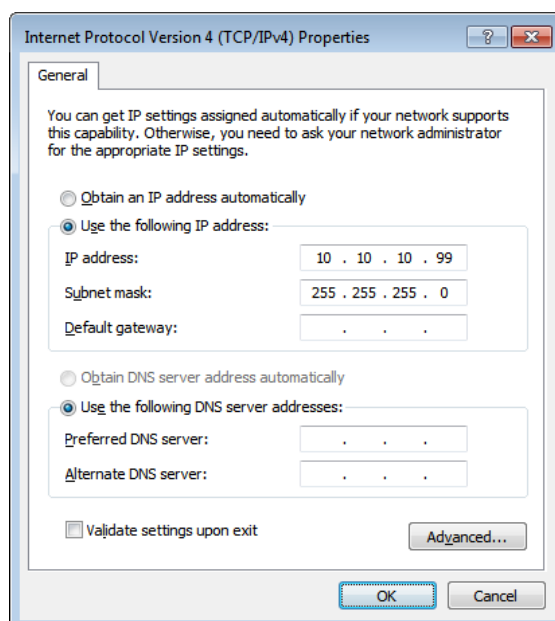 Internet Protocol Version 4 (TCP/IPv4) Properties
General
You can get IP settings assigned automatically if your network supports
this capability. Otherwise, you need to ask your network administrator
for the appropriate IP settings.
Obtain an IP address automatically
Use the following IP address:
IP address: 10 . 10 . 10 . 99
Subnet mask: 255 . 255 . 255 . 0
Default gateway: . . .
Obtain DNS server address automatically
Use the following DNS server addresses:
Preferred DNS server: . . .
Alternate DNS server: . . .
Validate settings upon exit
Advanced...
OK Cancel